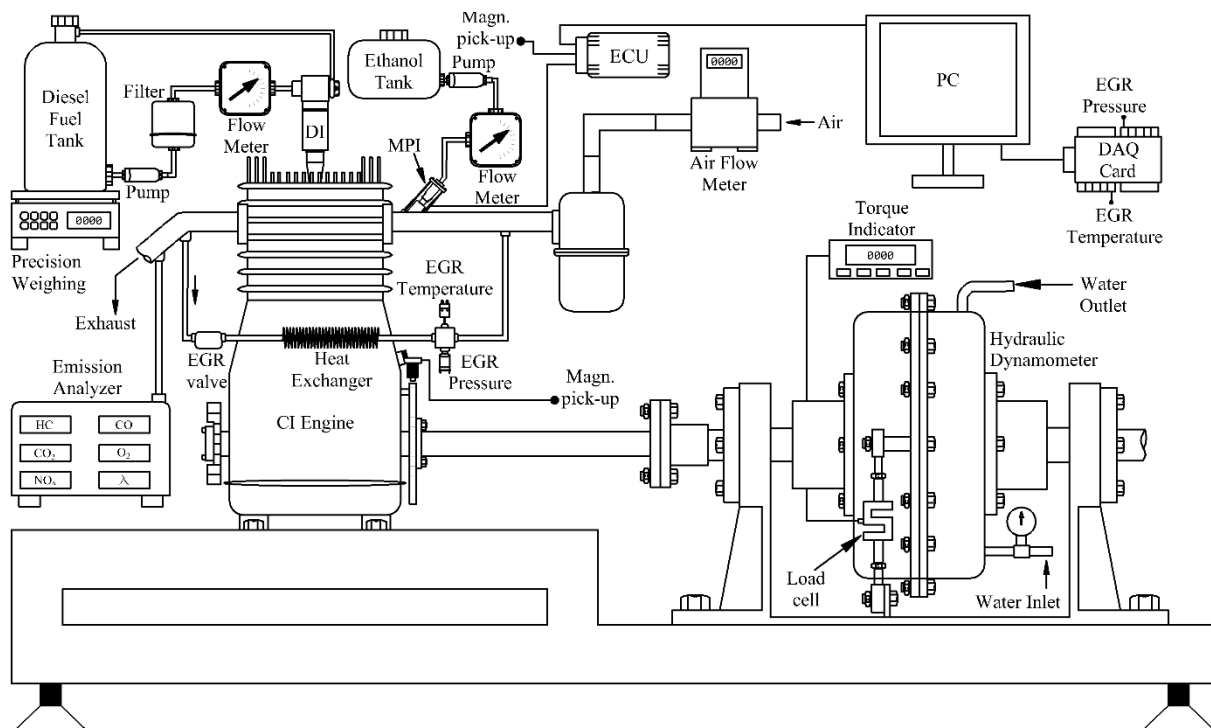 Magn.
pick-up
Diesel
Fuel
Tank
Filter
Flow
Meter
Pump
0000
Precision
Weighing
DI
Ethanol
Tank
Pump
MPI
Flow
Meter
ECU
0000
Air
Air Flow
Meter
PC
EGR
Pressure
DAQ
Card
EGR
Temperature
Torque
Indicator
0000
Exhaust
EGR
valve
Heat
Exchanger
EGR
Temperature
EGR
Pressure
Magn.
pick-up
Emission
Analyzer
HC
CO
CO₂
O₂
NOₓ
入
CI Engine
Water
Outlet
Hydraulic
Dynamometer
Load
cell
Water Inlet